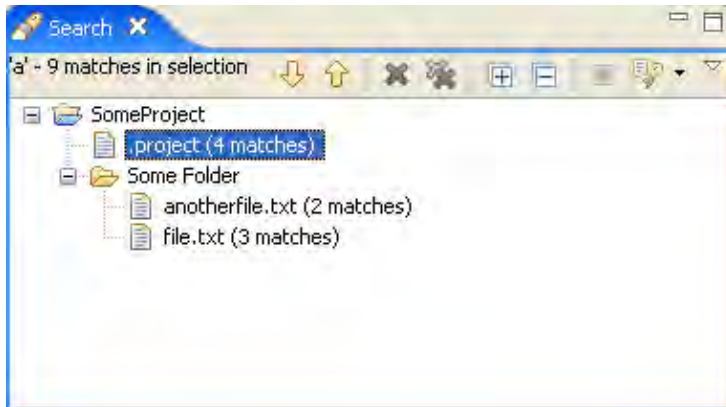 Search
'a' - 9 matches in selection
SomeProject
.project (4 matches)
Some Folder
anotherfile.txt (2 matches)
file.txt (3 matches)